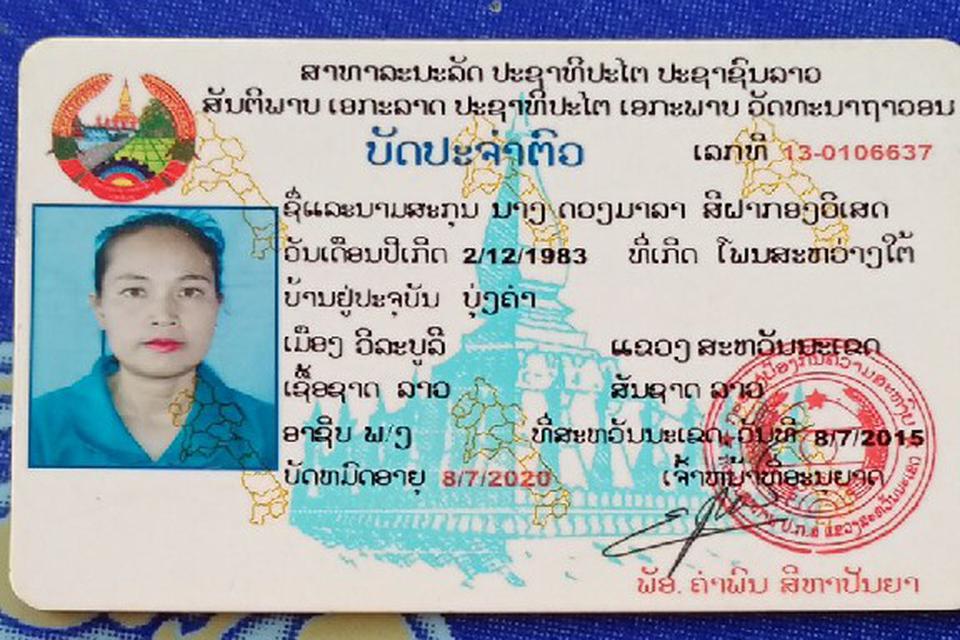 ສາທາລະນະລັດ ປະຊາທິປະໄຕ ປະຊາຊົນລາວ
ສັນຕິພາບ ເອກະລາດ ປະຊາທິປະໄຕ ເອກະພາບ ວັດທະນາຖາວອນ
ບັດປະຈໍາຕົວ ເລກທີ 13-0106637
ຊື່ແລະນາມສະກຸນ ນາງ ດວງມາລາ ສີຝາກອງວິເສດ
ວັນເດືອນປີເກີດ 2/12/1983 ທີ່ເກີດ ໂພນສະຫວ່າງໃຕ້
ບ້ານຢູ່ປະຈຸບັນ ບຸ່ງຄໍາ
ເມືອງ ວິລະບູລີ ແຂວງ ສະຫວັນນະເຂດ
ເຊື້ອຊາດ ລາວ ສັນຊາດ ລາວ
ອາຊີບ ພ/ງ ທີ່ສະຫວັນນະເຂດ, ວັນທີ 8/7/2015
ບັດຫມົດອາຍຸ 8/7/2020 ເຈົ້າຫນ້າທີ່ອະນຸຍາດ
ພັອ. ຄໍາພົນ ສິຫາປັນຍາ